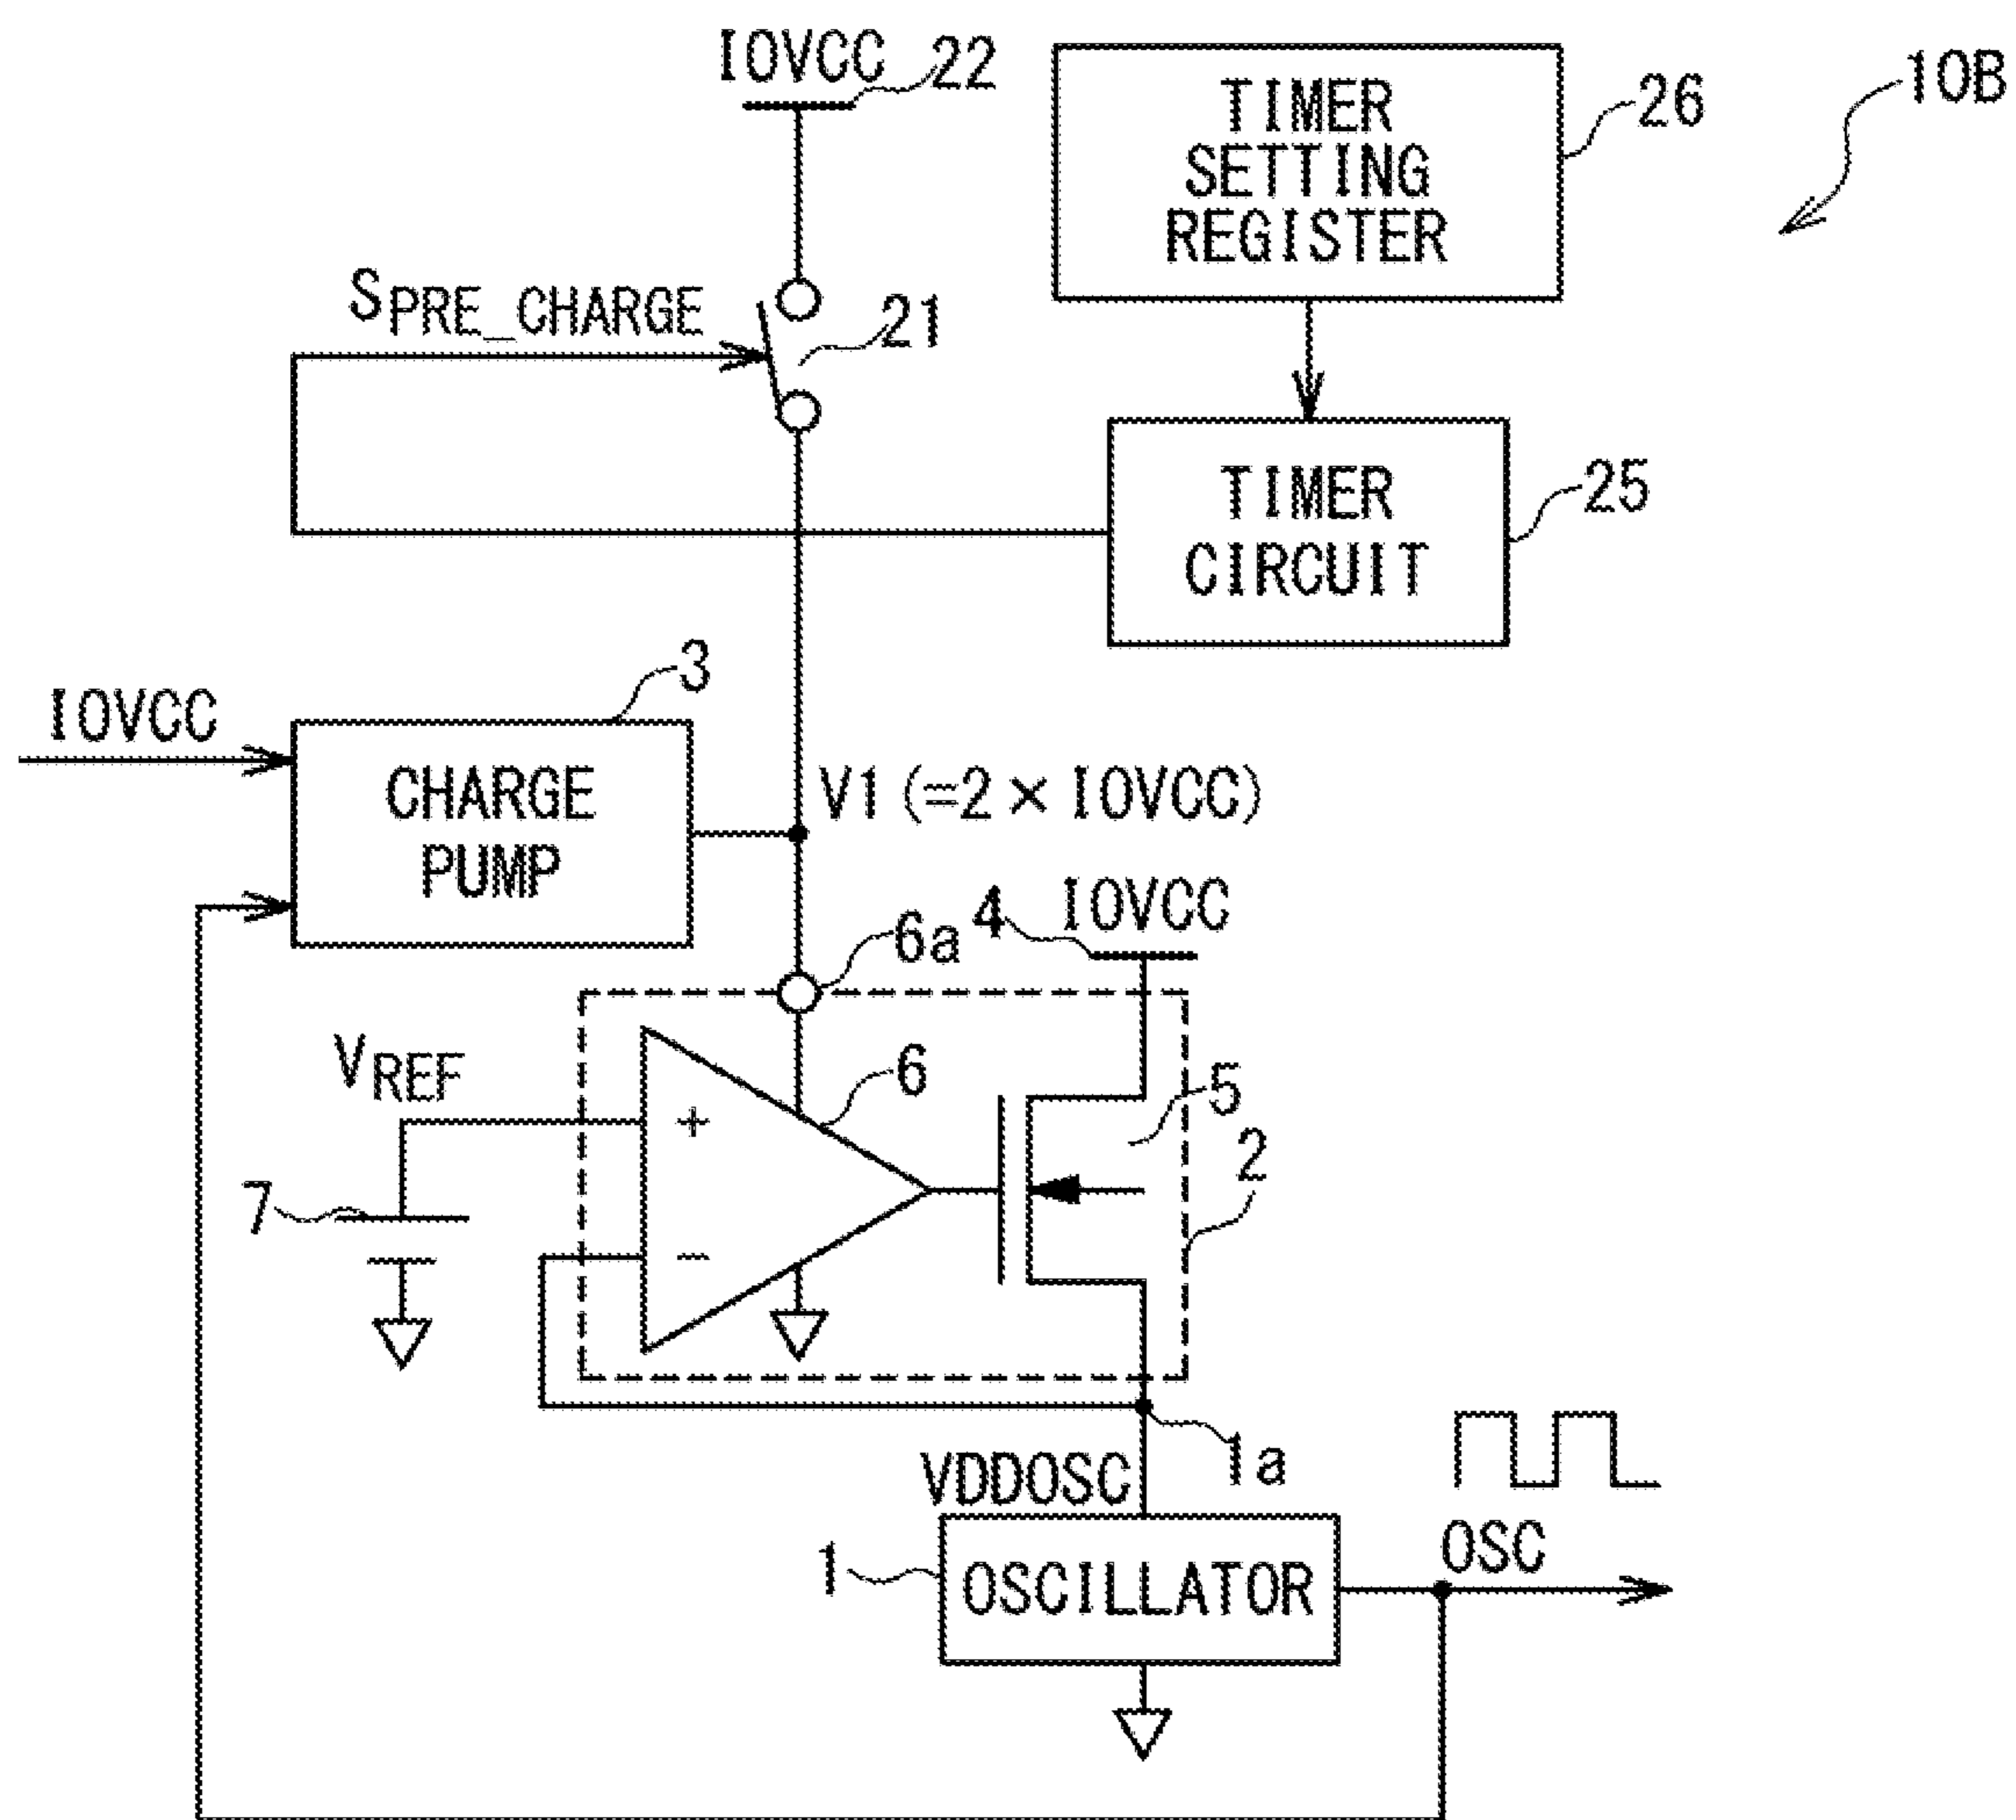 IOVCC 22
TIMER
SETTING
REGISTER
26
10B
SPRE_CHARGE
21
TIMER
CIRCUIT
25
IOVCC
3
CHARGE
PUMP
V1 (=2 × IOVCC)
6a
4
IOVCC
VREF
+
-
6
5
2
7
1a
VDDOSC
1
OSCILLATOR
OSC